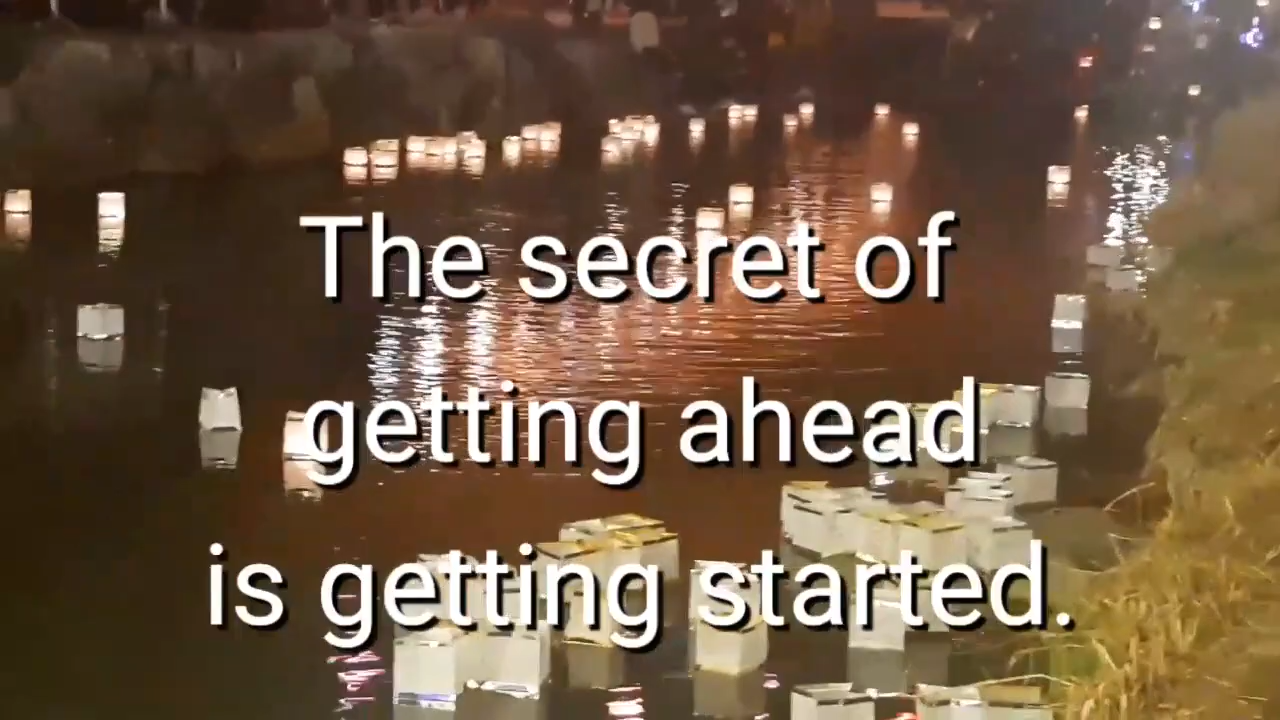 The secret of
getting ahead
is getting started.